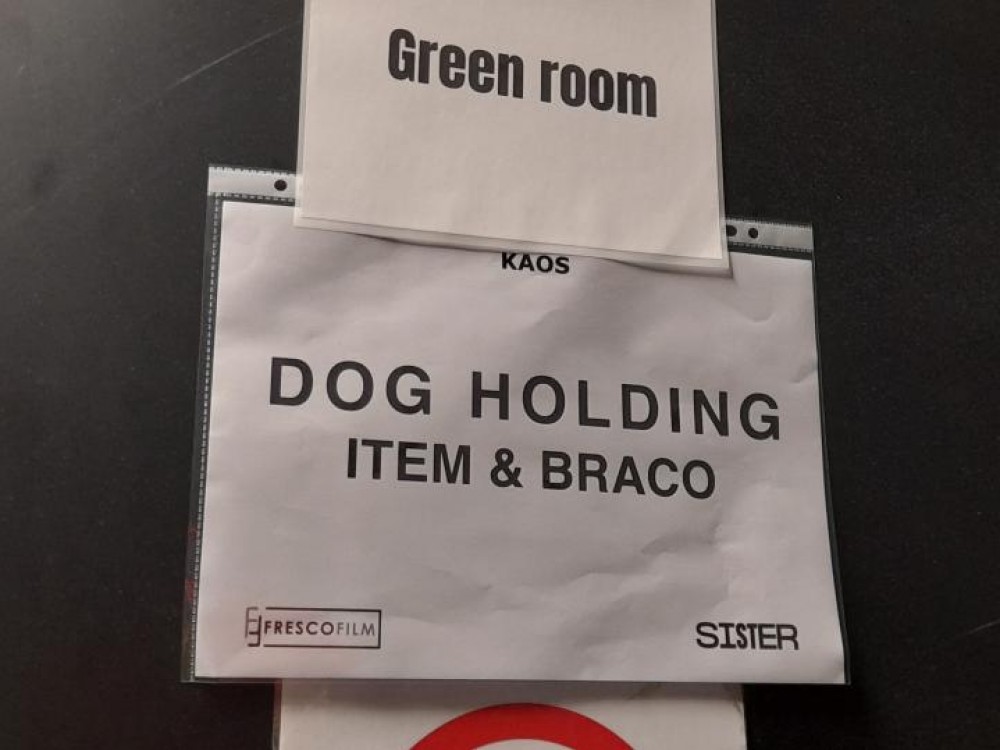 Green room
KAOS
DOG HOLDING
ITEM & BRACO
FRESCOFILM
SISTER